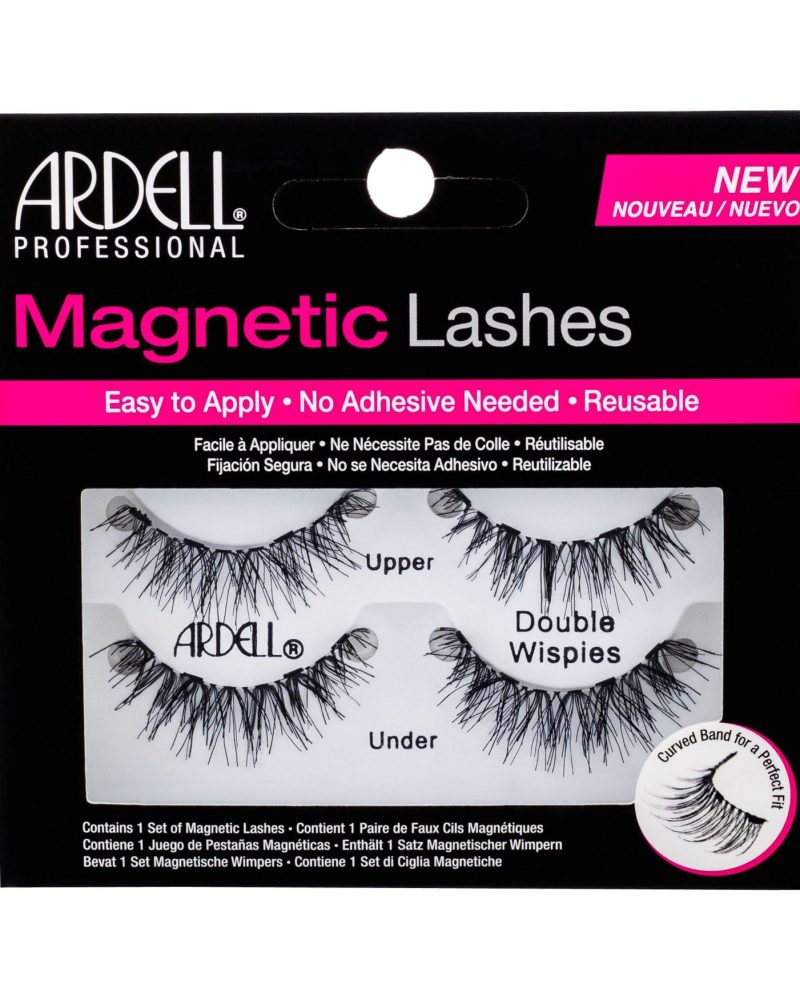 ARDELL®
PROFESSIONAL
NEW
NOUVEAU / NUEVO
Magnetic Lashes
Easy to Apply • No Adhesive Needed • Reusable
Facile à Appliquer • Ne Nécessite Pas de Colle • Réutilisable
Fijación Segura • No se Necesita Adhesivo • Reutilizable
Upper
ARDELL®
Double
Wispies
Under
Curved Band for a Perfect Fit
Contains 1 Set of Magnetic Lashes • Contient 1 Paire de Faux Cils Magnétiques
Contiene 1 Juego de Pestañas Magnéticas • Enthält 1 Satz Magnetischer Wimpern
Bevat 1 Set Magnetische Wimpers • Contiene 1 Set di Ciglia Magnetiche